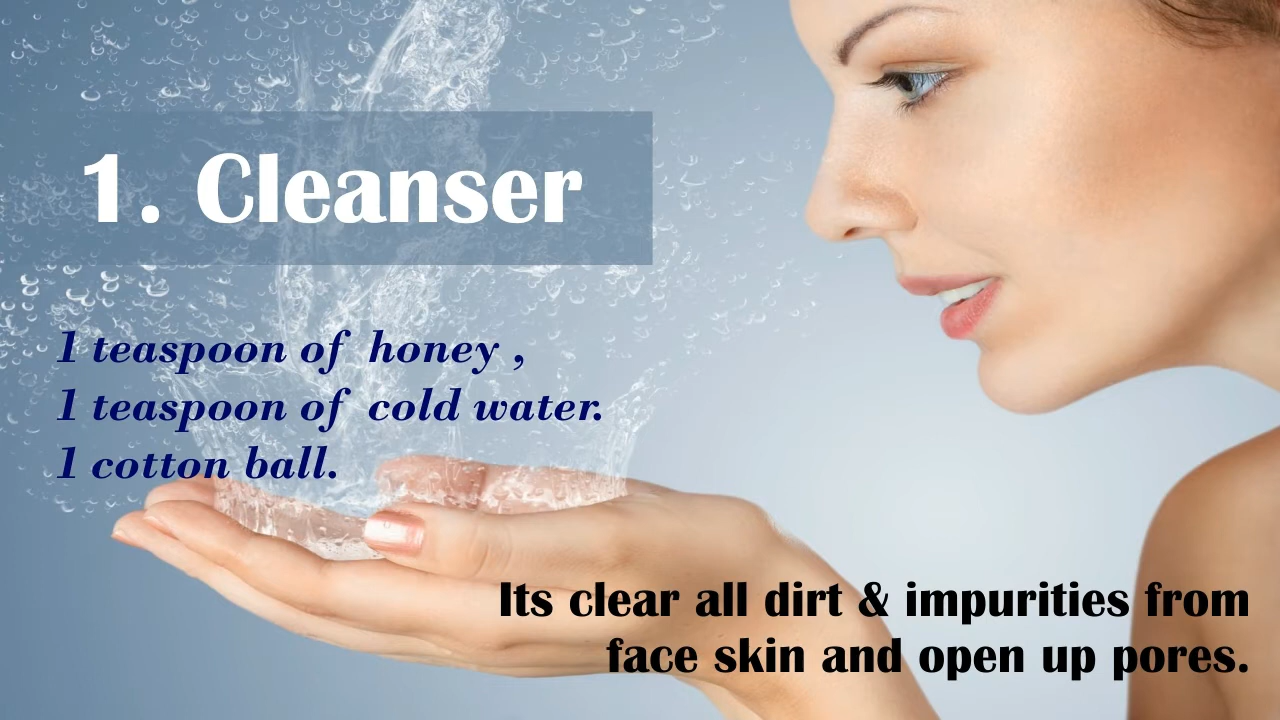 1. Cleanser
1 teaspoon of honey ,
1 teaspoon of cold water.
1 cotton ball.
Its clear all dirt & impurities from
face skin and open up pores.